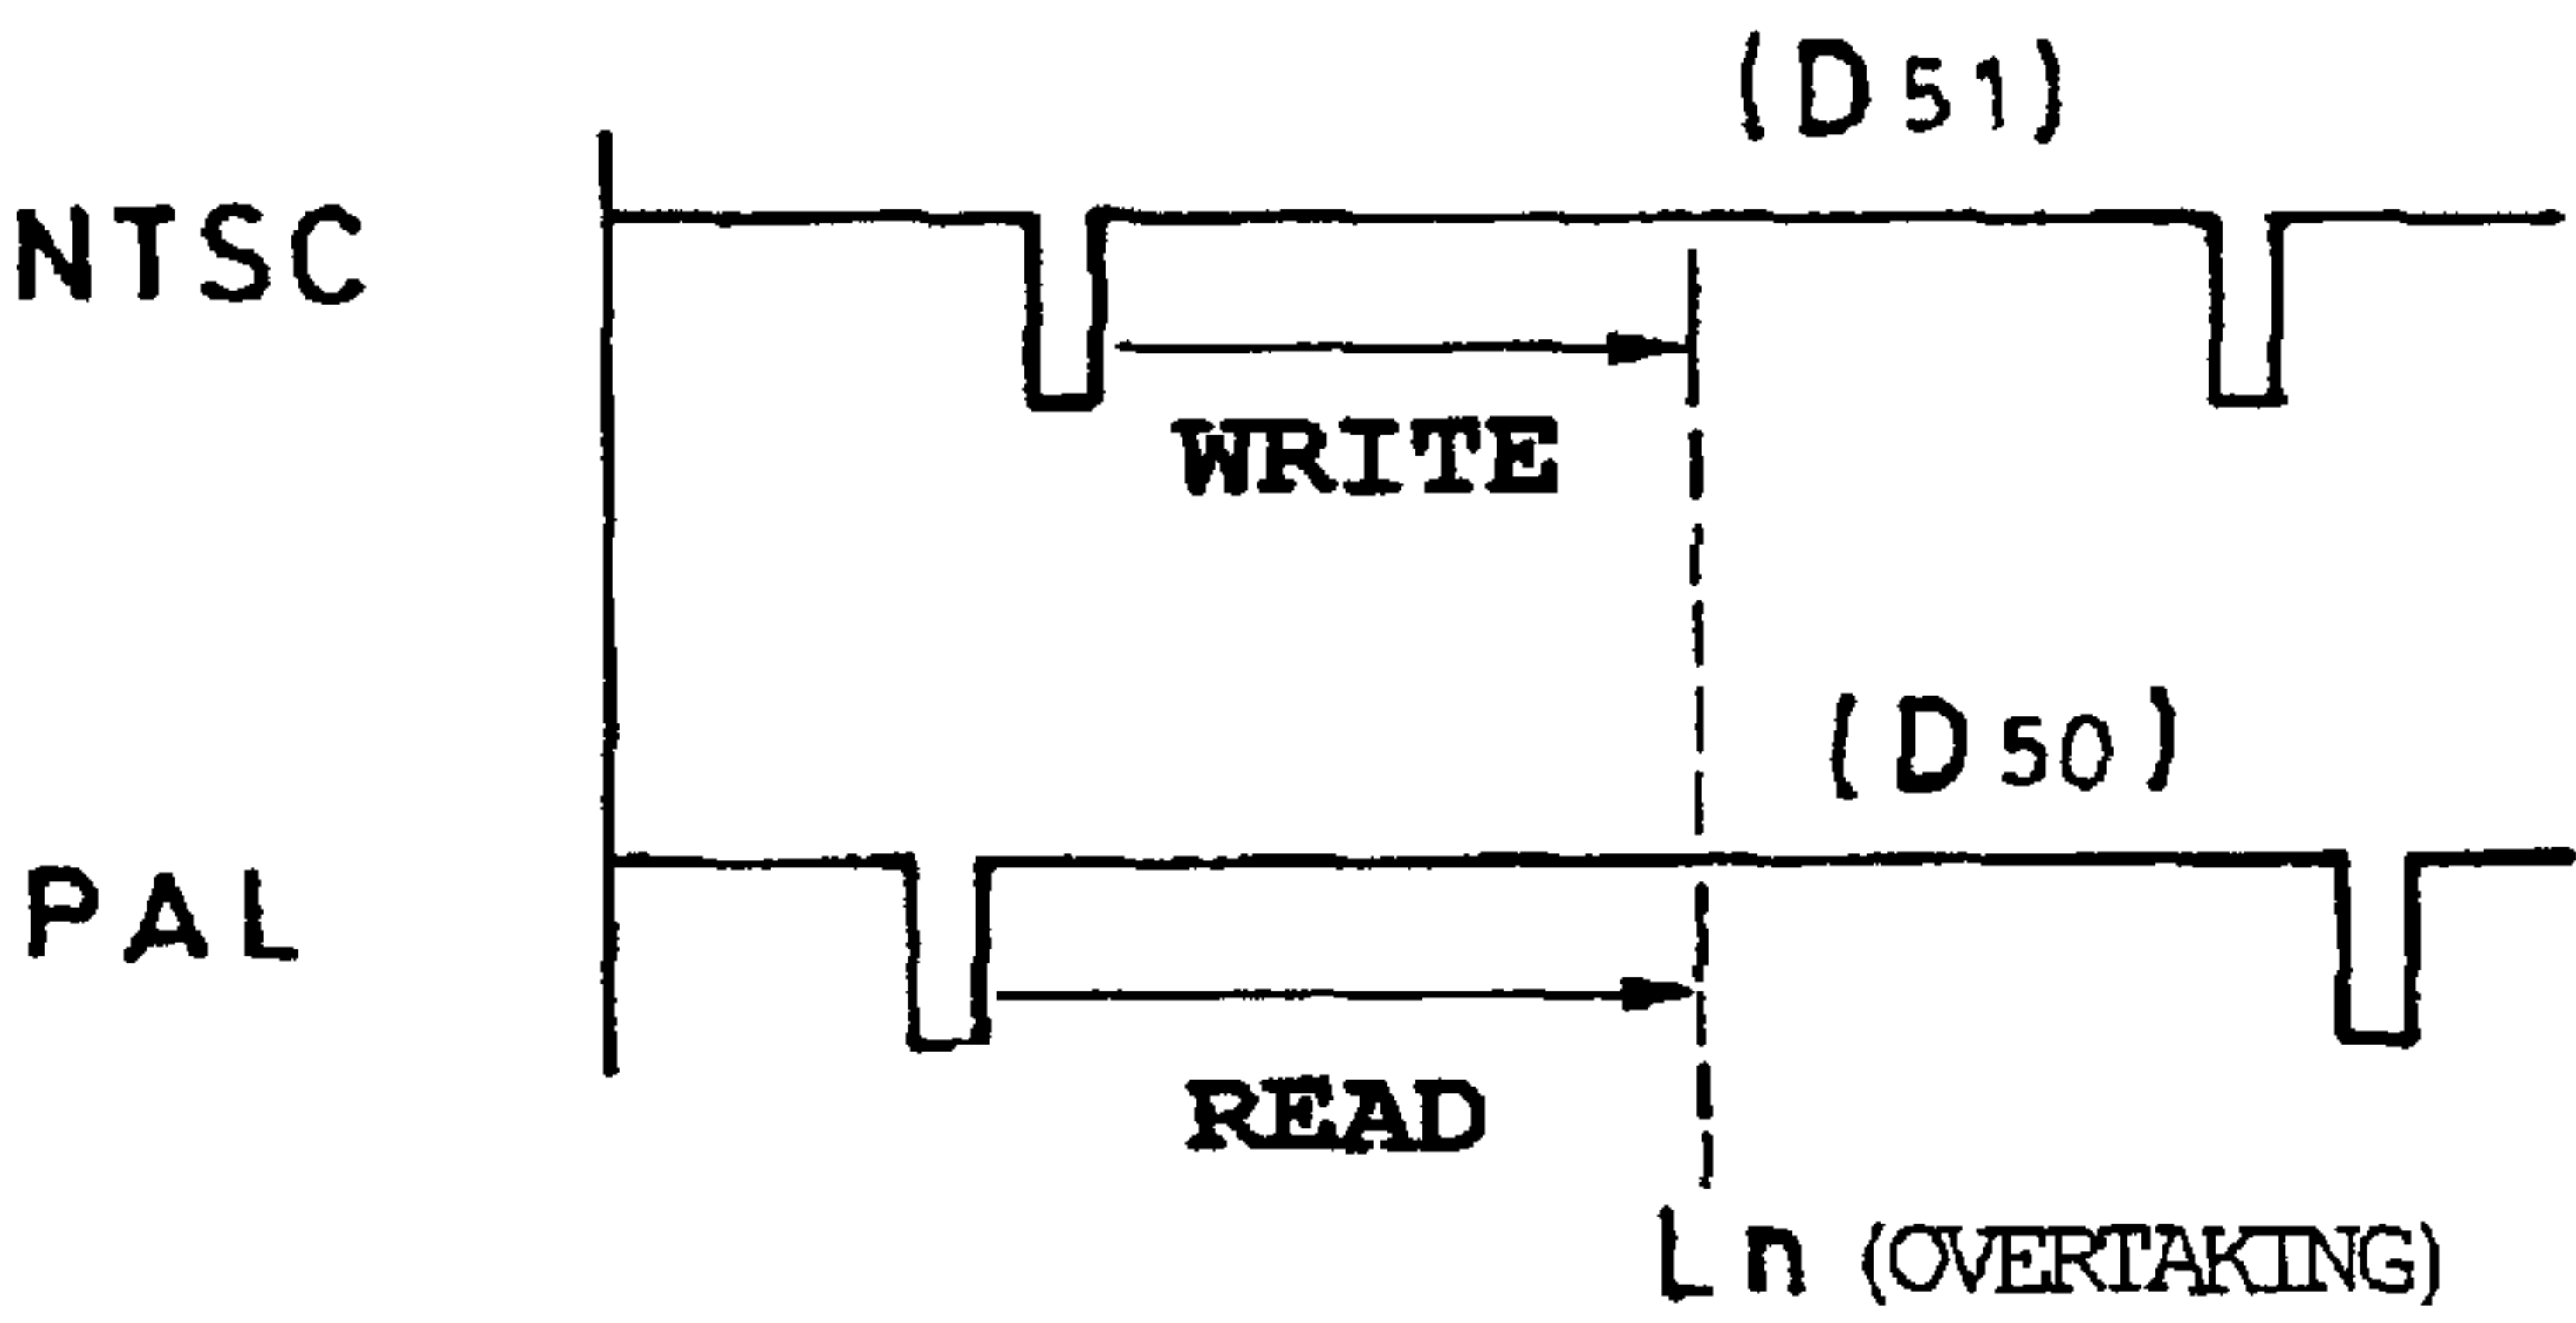 (D51)
NTSC
WRITE
(D50)
PAL
READ
Ln (OVERTAKING)